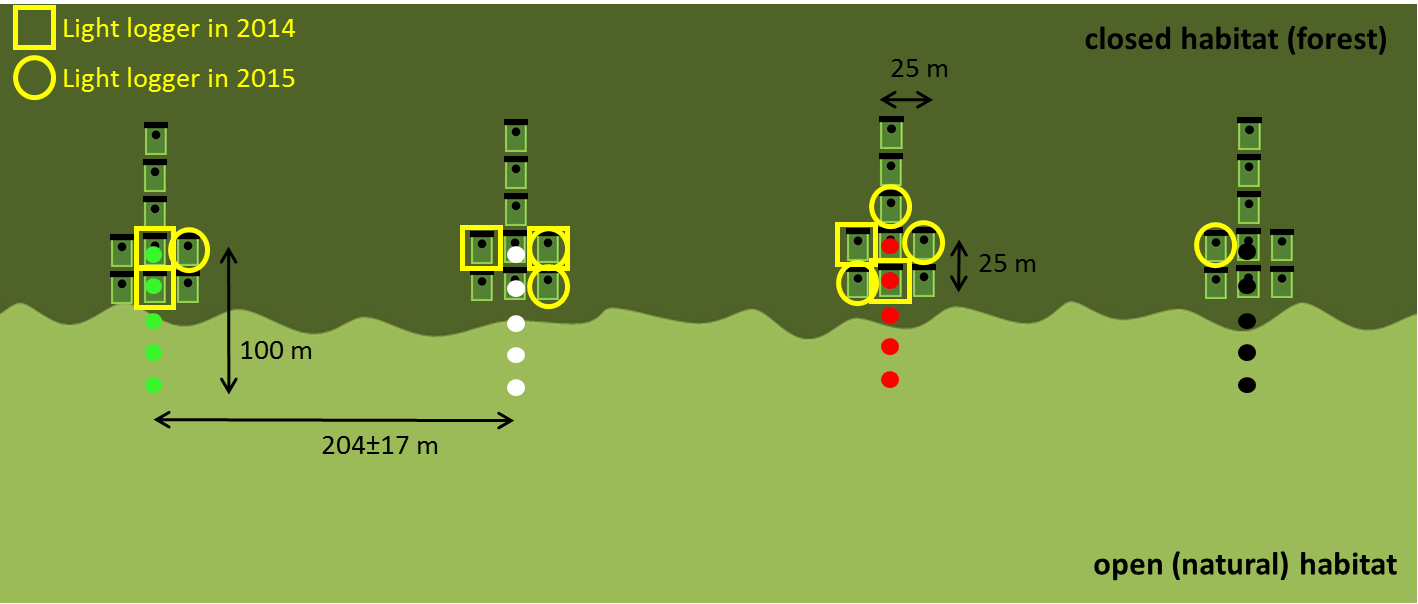 Light logger in 2014
Light logger in 2015
closed habitat (forest)
25 m
25 m
100 m
204±17 m
open (natural) habitat